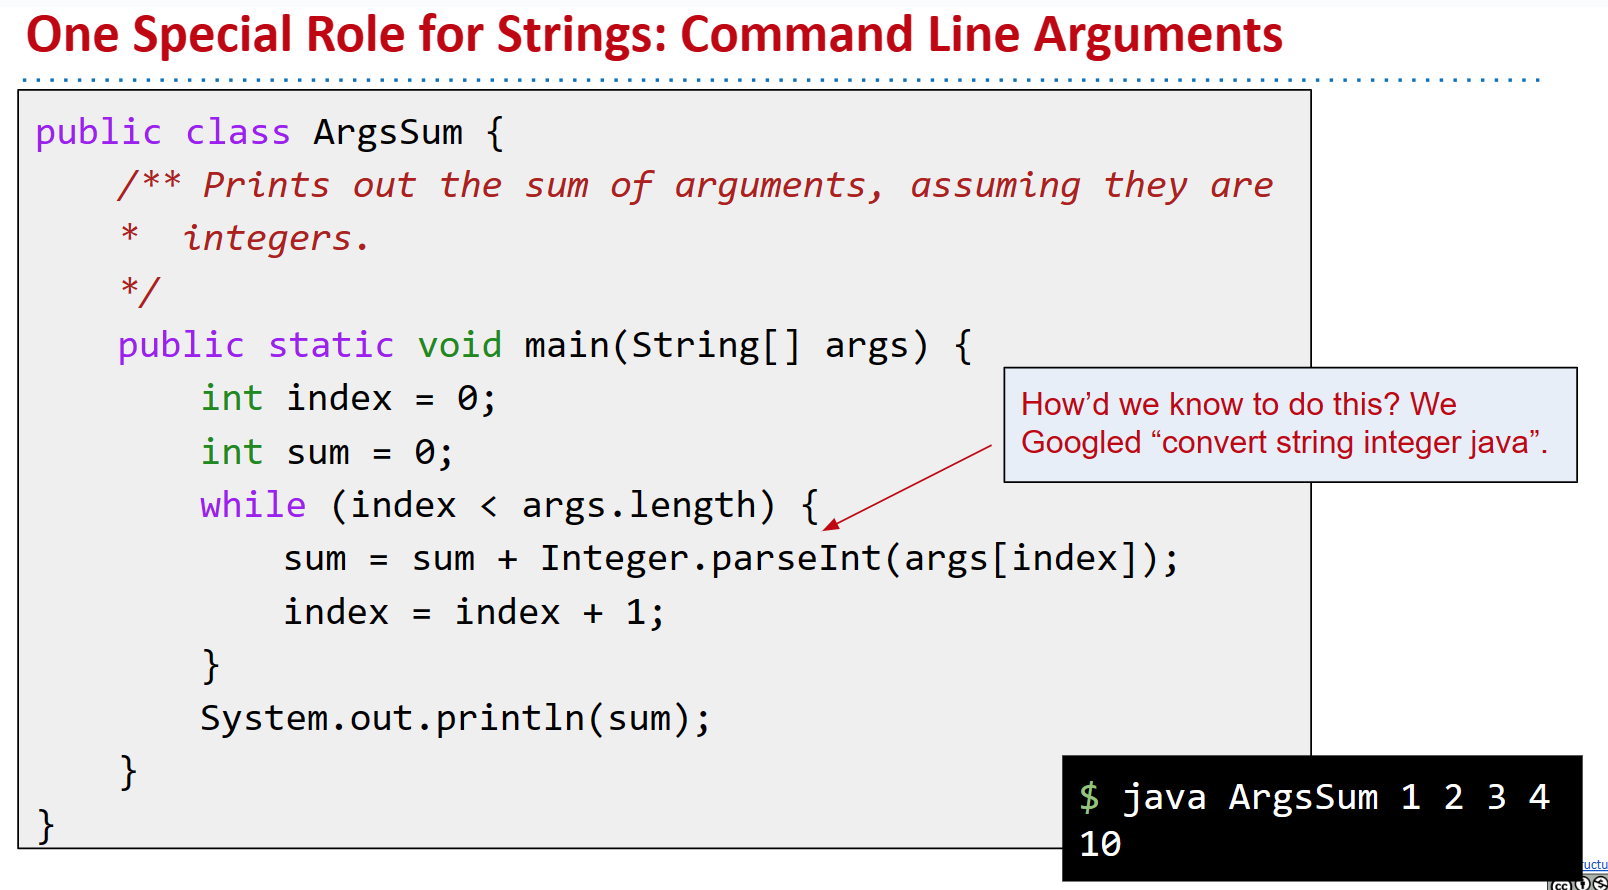 One Special Role for Strings: Command Line Arguments
public class ArgsSum {
/** Prints out the sum of arguments, assuming they are
* integers.
*/
public static void main(String[] args) {
int index = 0;
int sum = 0;
while (index < args.length) {
sum = sum + Integer.parseInt(args[index]);
index = index + 1;
}
System.out.println(sum);
}
}
How’d we know to do this? We
Googled “convert string integer java”.
$ java ArgsSum 1 2 3 4
10